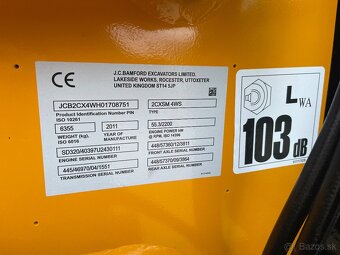 J.C.BAMFORD EXCAVATORS LIMITED.
LAKESIDE WORKS, ROCESTER, UTTOXETER
UNITED KINGDOM ST14 5JP
CE
JCB2CX4WH01708751
Product Identification Number PIN
ISO 10261
2CXSM 4WS
TYPE
6355
2011
WEIGHT (kg).
ISO 6016
YEAR OF MANUFACTURE
55.3/2200
ENGINE POWER kW
@ RPM, ISO 14396
SD320/40397U2430111
ENGINE SERIAL NUMBER
448/57360/12/0811
FRONT AXLE SERIAL NUMBER
445/46970/04/1551
TRANSMISSION SERIAL NUMBER
448/57370/09/3864
REAR AXLE SERIAL NUMBER
LWA
103 dB
bazos.sk